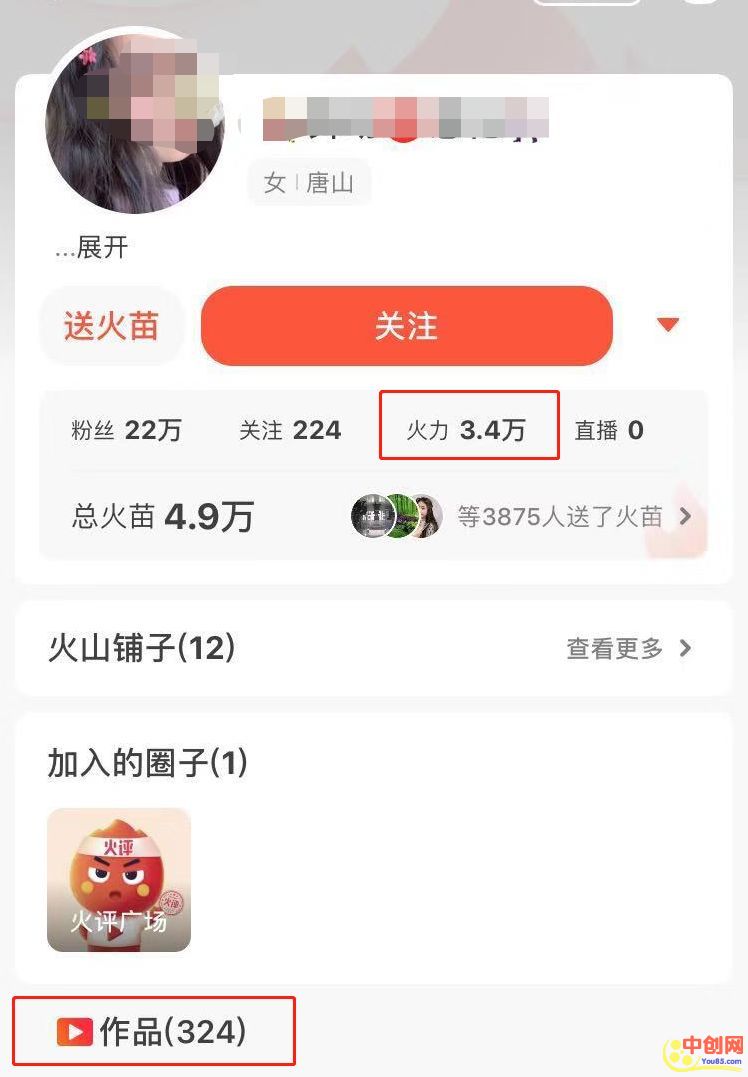 女 | 唐山
...展开
送火苗 关注
粉丝 22万 关注 224 火力 3.4万 直播 0
总火苗 4.9万 等3875人送了火苗
火山铺子(12) 查看更多
加入的圈子(1)
火评
火评广场
作品(324)
中创网
You85.com